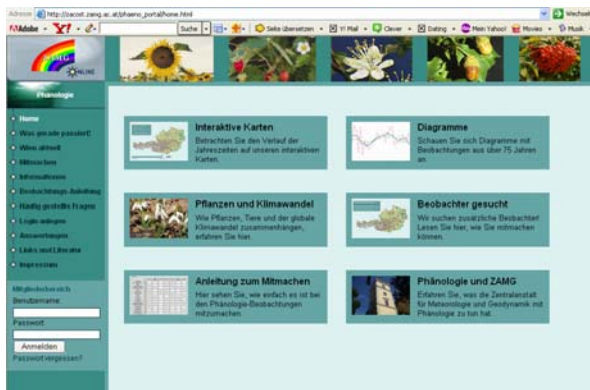 Adresse http://zacost.zamg.ac.at/phaeno_portal/home.html Wechseln
Adobe Y! Suche Seite übersetzen Y! Mail Clever Dating Mein Yahoo! Movies Musik
ZAMG
ONLINE
Phänologie
Home
Was gerade passiert!
Wien aktuell
Mitmachen
Informationen
Beobachtungs-Anleitung
Häufig gestellte Fragen
Login anlegen
Auswertungen
Links und Literatur
Impressum
Mitgliederbereich
Benutzername:
Passwort:
Anmelden
Passwort vergessen?
Interaktive Karten
Betrachten Sie den Verlauf der
Jahreszeiten auf unseren interaktiven
Karten.
Diagramme
Schauen Sie sich Diagramme mit
Beobachtungen aus über 75 Jahren
an.
Pflanzen und Klimawandel
Wie Pflanzen, Tiere und der globale
Klimawandel zusammenhängen,
erfahren Sie hier.
Beobachter gesucht
Wir suchen zusätzliche Beobachter!
Lesen Sie hier, wie Sie mitmachen
können.
Anleitung zum Mitmachen
Hier sehen Sie, wie einfach es ist bei
den Phänologie-Beobachtungen
mitzumachen.
Phänologie und ZAMG
Erfahren Sie, was die Zentralanstalt
für Meteorologie und Geodynamik mit
Phänologie zu tun hat.